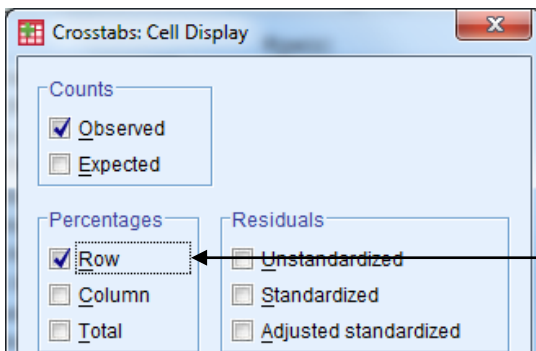 Crosstabs: Cell Display
Counts
Observed
Expected
Percentages
Row
Column
Total
Residuals
Unstandardized
Standardized
Adjusted standardized